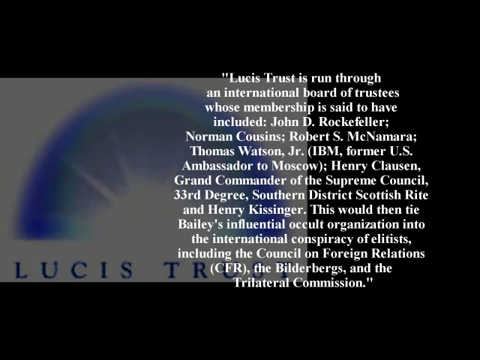 "Lucis Trust is run through
an international board of trustees
whose membership is said to have
included: John D. Rockefeller;
Norman Cousins; Robert S. McNamara;
Thomas Watson, Jr. (IBM, former U.S.
Ambassador to Moscow); Henry Clausen,
Grand Commander of the Supreme Council,
33rd Degree, Southern District Scottish Rite
and Henry Kissinger. This would then tie
Bailey's influential occult organization into
the international conspiracy of elitists,
including the Council on Foreign Relations
(CFR), the Bilderbergs, and the
Trilateral Commission."
LUCIS TRUST